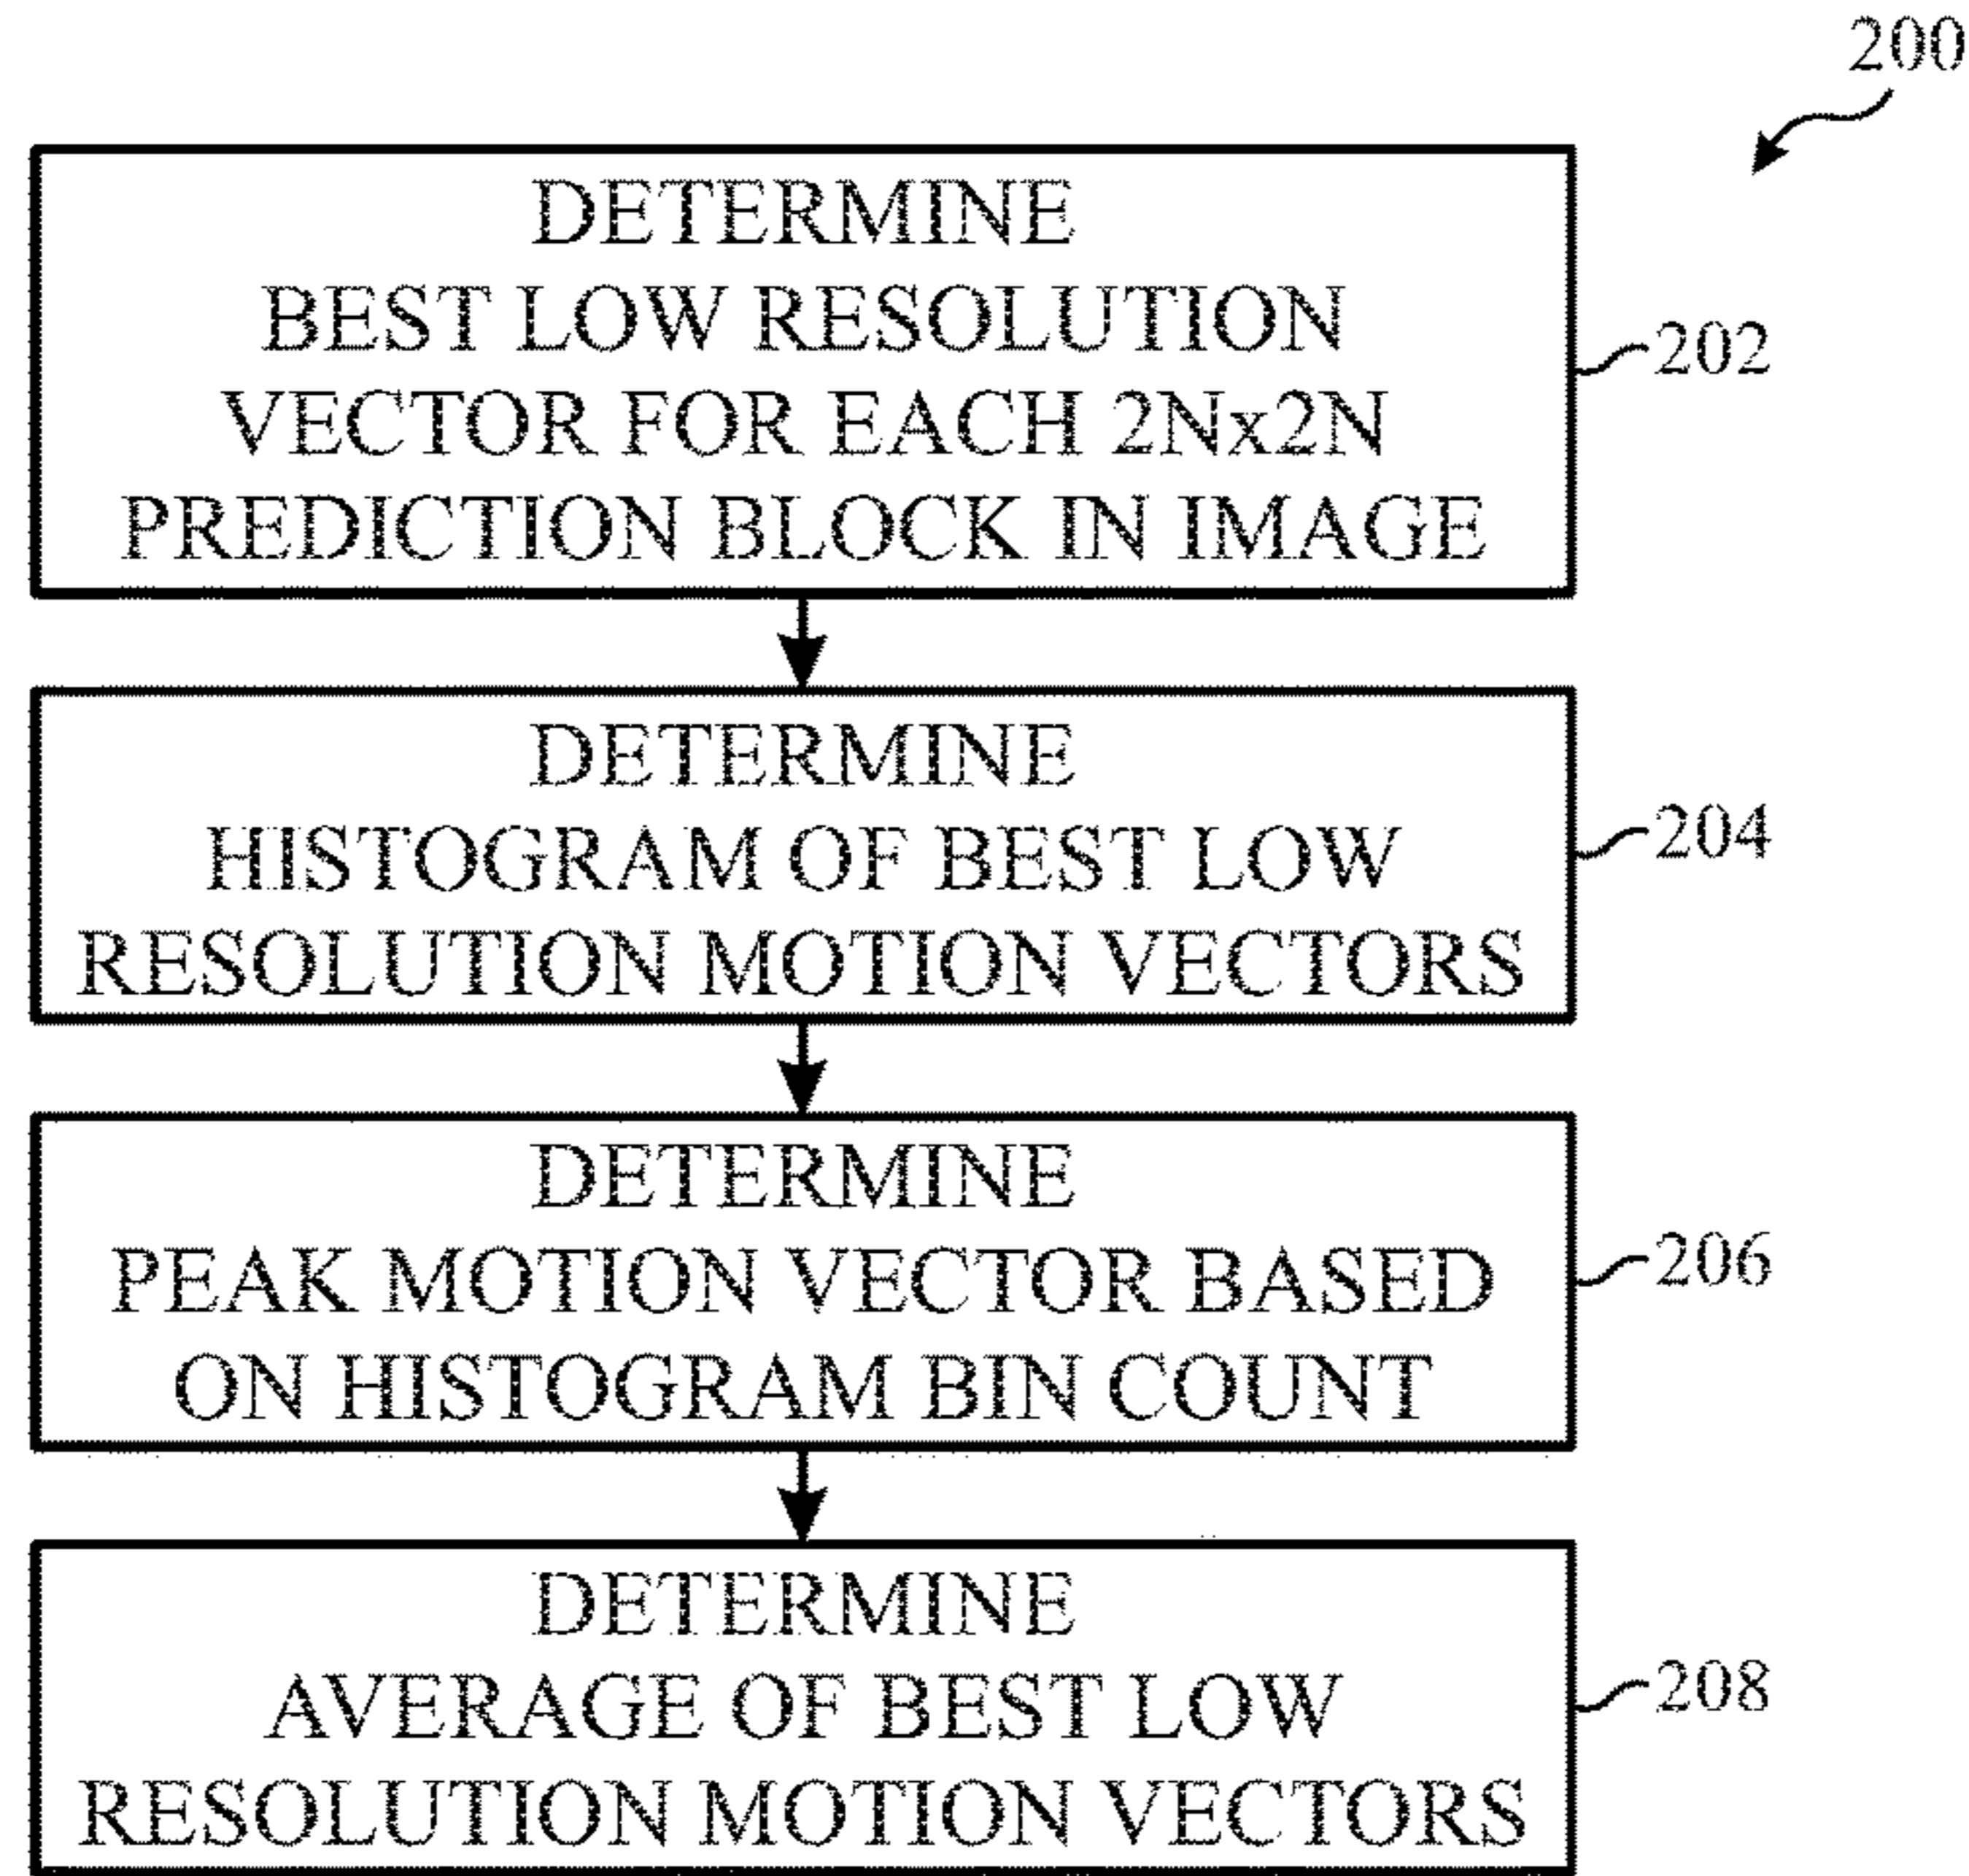 200
DETERMINE
BEST LOW RESOLUTION
VECTOR FOR EACH 2Nx2N
PREDICTION BLOCK IN IMAGE
202
DETERMINE
HISTOGRAM OF BEST LOW
RESOLUTION MOTION VECTORS
204
DETERMINE
PEAK MOTION VECTOR BASED
ON HISTOGRAM BIN COUNT
206
DETERMINE
AVERAGE OF BEST LOW
RESOLUTION MOTION VECTORS
208